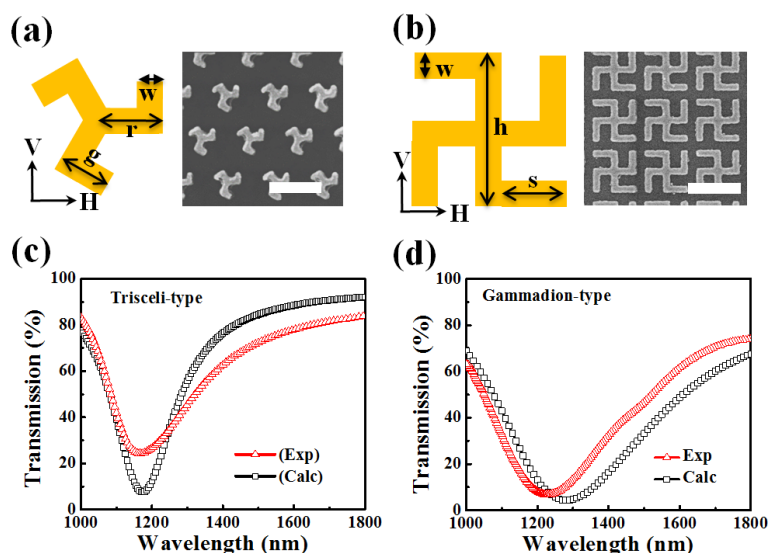 (a)
w
r
g
V
H
(b)
w
h
s
V
H
(c)
Transmission (%)
100
80
60
40
20
0
Trisceli-type
(Exp)
(Calc)
1000 1200 1400 1600 1800
Wavelength (nm)
(d)
Transmission (%)
100
80
60
40
20
0
Gammadion-type
Exp
Calc
1000 1200 1400 1600 1800
Wavelength (nm)